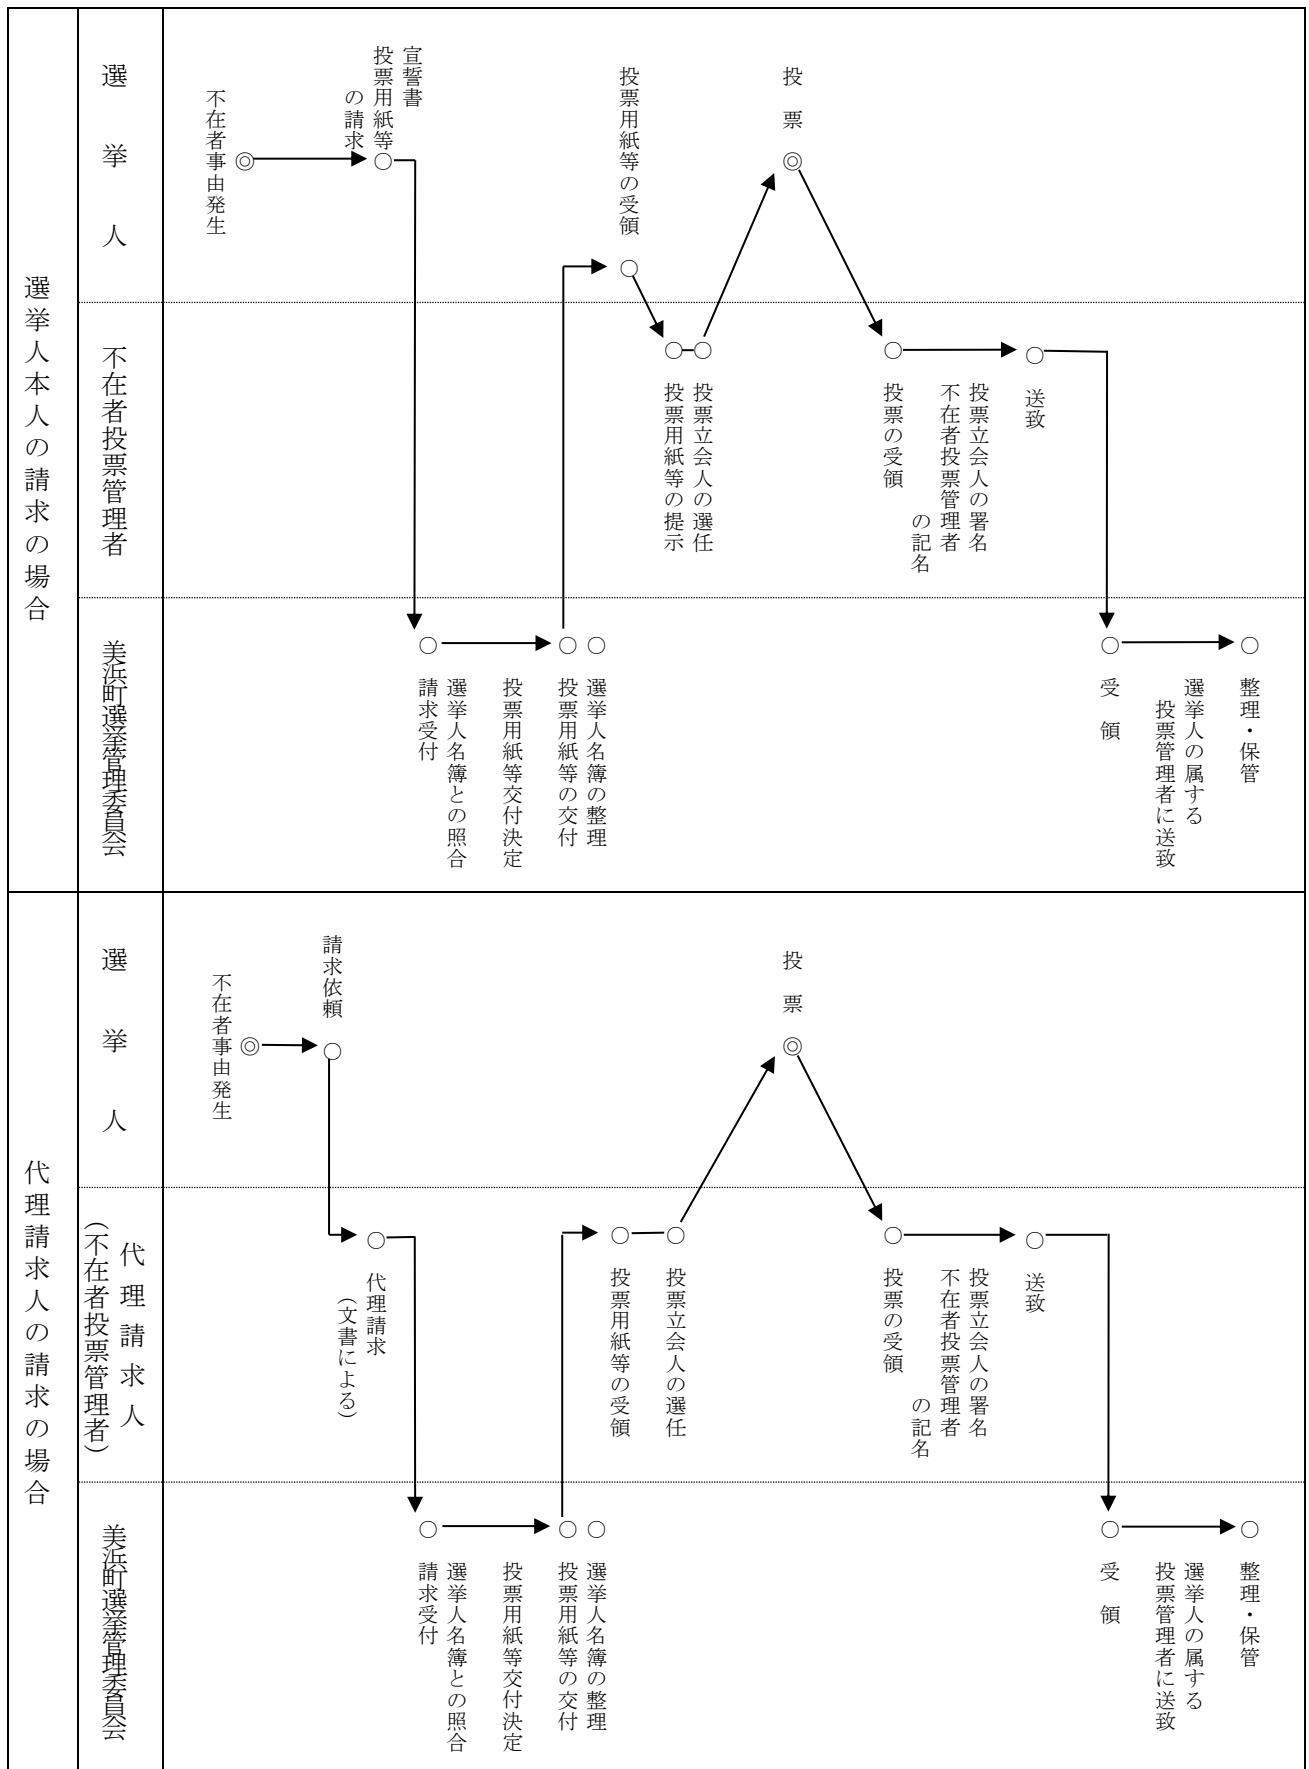 選挙人本人の請求の場合
選挙人
不在者事由発生
◎
宣誓書
投票用紙等
の請求
○
投票用紙等の受領
○
投票
◎
不在者投票管理者
○
投票用紙等の提示
○
投票立会人の選任
○
投票の受領
投票立会人の署名
不在者投票管理者
の記名
○
送致
美浜町選挙管理委員会
○
請求受付
選挙人名簿との照合
投票用紙等交付決定
○
投票用紙等の交付
○
選挙人名簿の整理
○
受領
選挙人の属する
投票管理者に送致
○
整理・保管
代理請求人の請求の場合
選挙人
不在者事由発生
◎
請求依頼
○
投票
◎
代理請求人
(不在者投票管理者)
○
代理請求
(文書による)
○
投票用紙等の受領
○
投票立会人の選任
○
投票の受領
投票立会人の署名
不在者投票管理者
の記名
○
送致
美浜町選挙管理委員会
○
請求受付
選挙人名簿との照合
投票用紙等交付決定
○
投票用紙等の交付
○
選挙人名簿の整理
○
受領
選挙人の属する
投票管理者に送致
○
整理・保管